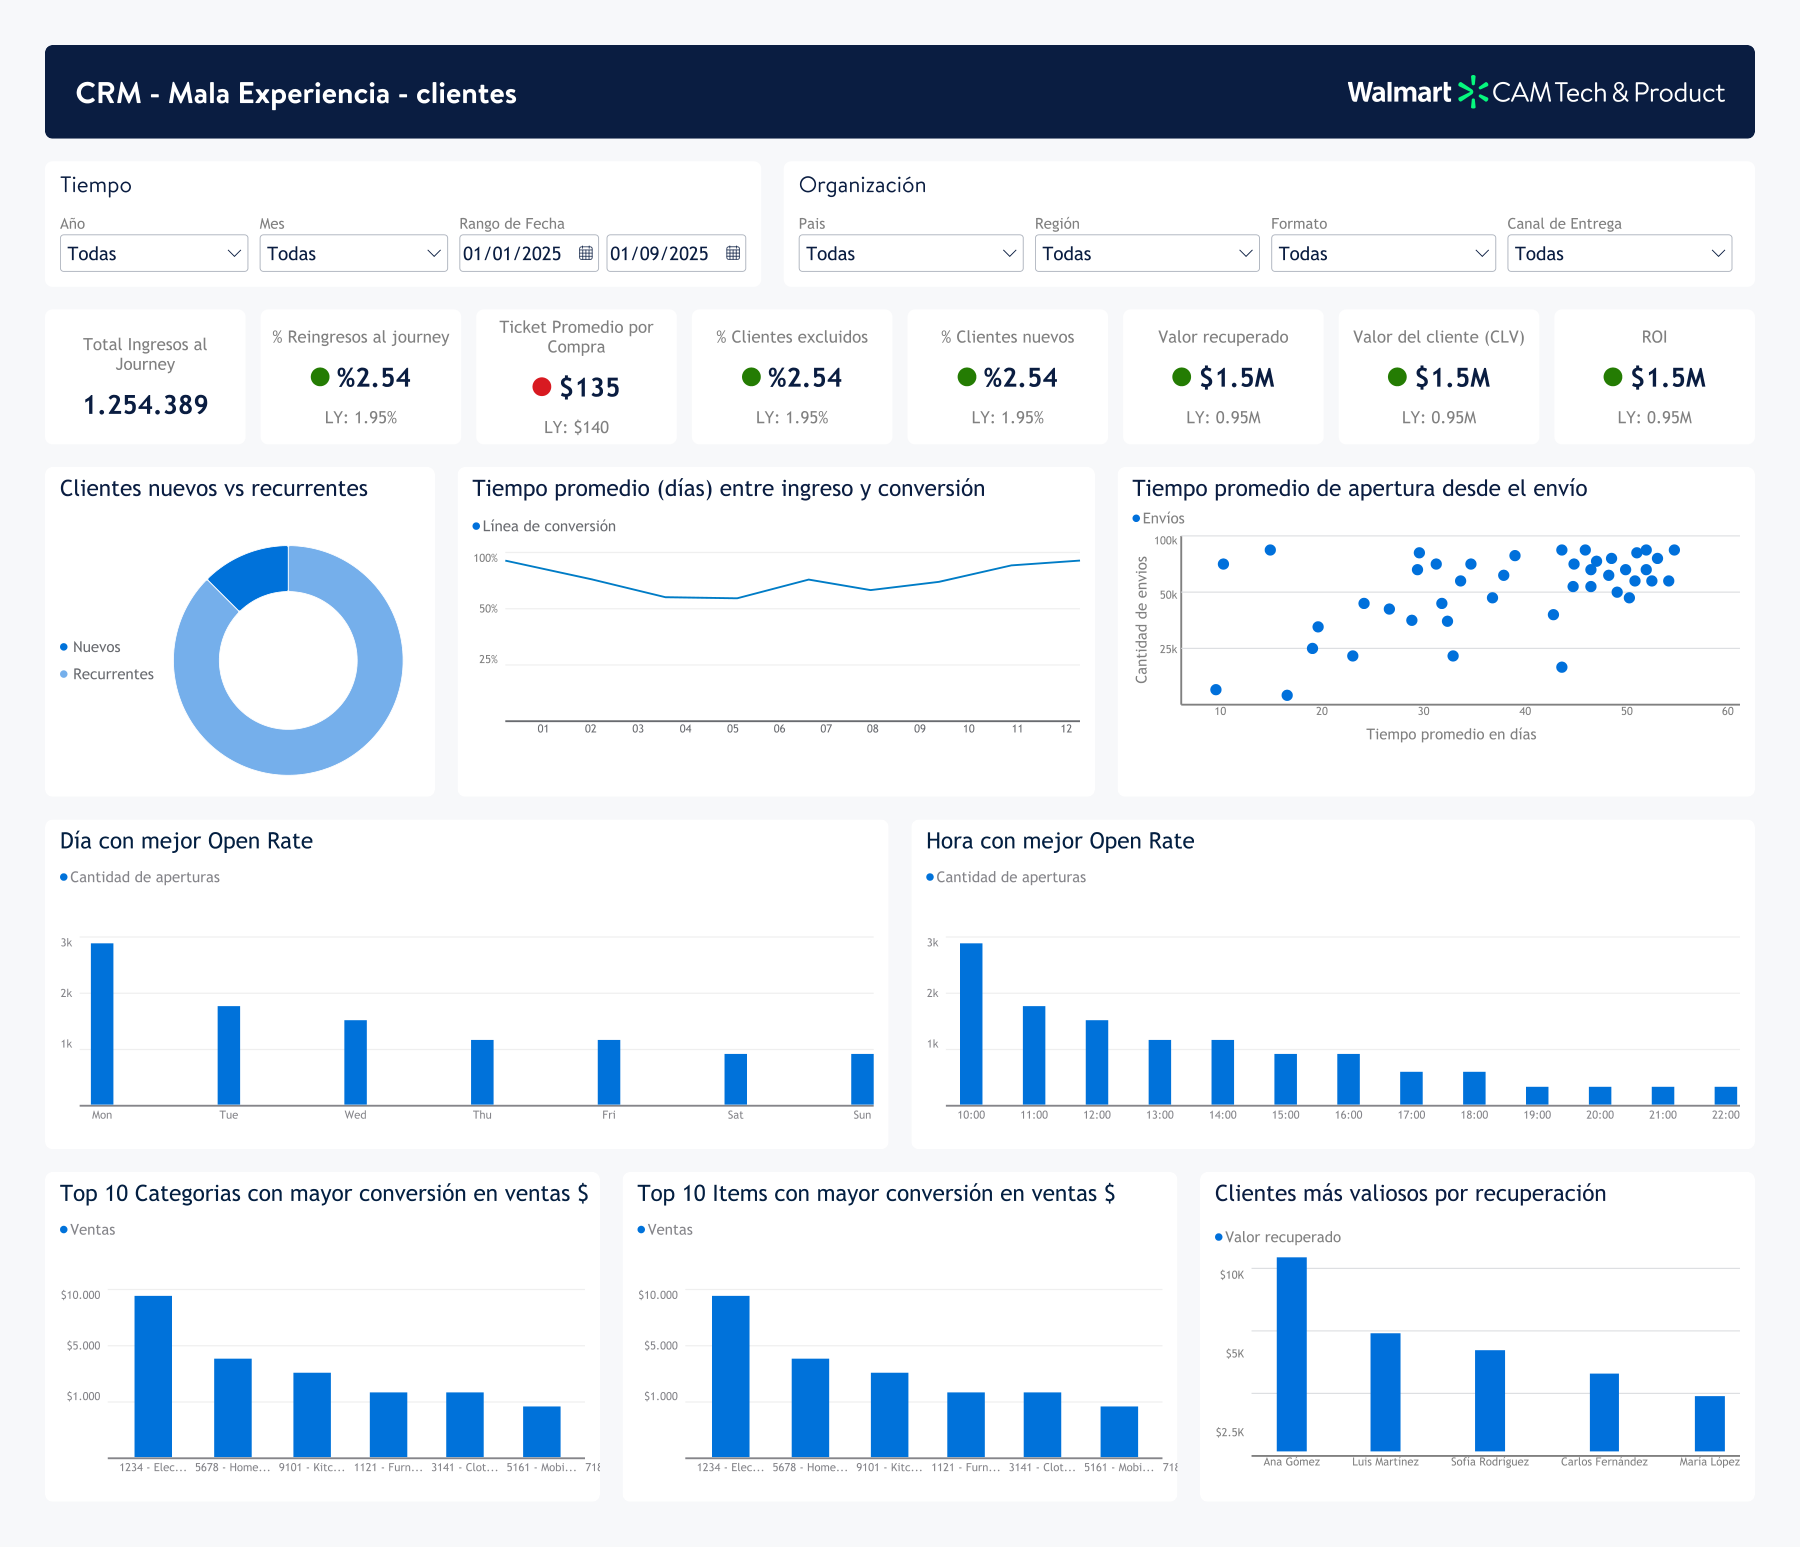 CRM - Mala Experiencia - clientes
Walmart CAM Tech & Product
Tiempo
Año
Mes
Rango de Fecha
Todas
Todas
01/01/2025
01/09/2025
Organización
Pais
Región
Formato
Canal de Entrega
Todas
Todas
Todas
Todas
Total Ingresos al
Journey
1.254.389
% Reingresos al journey
%2.54
LY: 1.95%
Ticket Promedio por
Compra
$135
LY: $140
% Clientes excluidos
%2.54
LY: 1.95%
% Clientes nuevos
%2.54
LY: 1.95%
Valor recuperado
$1.5M
LY: 0.95M
Valor del cliente (CLV)
$1.5M
LY: 0.95M
ROI
$1.5M
LY: 0.95M
Clientes nuevos vs recurrentes
Nuevos
Recurrentes
Tiempo promedio (días) entre ingreso y conversión
Línea de conversión
100%
50%
25%
01 02 03 04 05 06 07 08 09 10 11 12
Tiempo promedio de apertura desde el envío
Envíos
Cantidad de envíos
100k
50k
25k
10 20 30 40 50 60
Tiempo promedio en días
Día con mejor Open Rate
Cantidad de aperturas
3k
2k
1k
Mon Tue Wed Thu Fri Sat Sun
Hora con mejor Open Rate
Cantidad de aperturas
3k
2k
1k
10:00 11:00 12:00 13:00 14:00 15:00 16:00 17:00 18:00 19:00 20:00 21:00 22:00
Top 10 Categorias con mayor conversión en ventas $
Ventas
$10.000
$5.000
$1.000
1234 - Elec... 5678 - Home... 9101 - Kitc... 1121 - Furn... 3141 - Clot... 5161 - Mobi... 718
Top 10 Items con mayor conversión en ventas $
Ventas
$10.000
$5.000
$1.000
1234 - Elec... 5678 - Home... 9101 - Kitc... 1121 - Furn... 3141 - Clot... 5161 - Mobi... 718
Clientes más valiosos por recuperación
Valor recuperado
$10K
$5K
$2.5K
Ana Gómez Luis Martínez Sofía Rodríguez Carlos Fernández María López